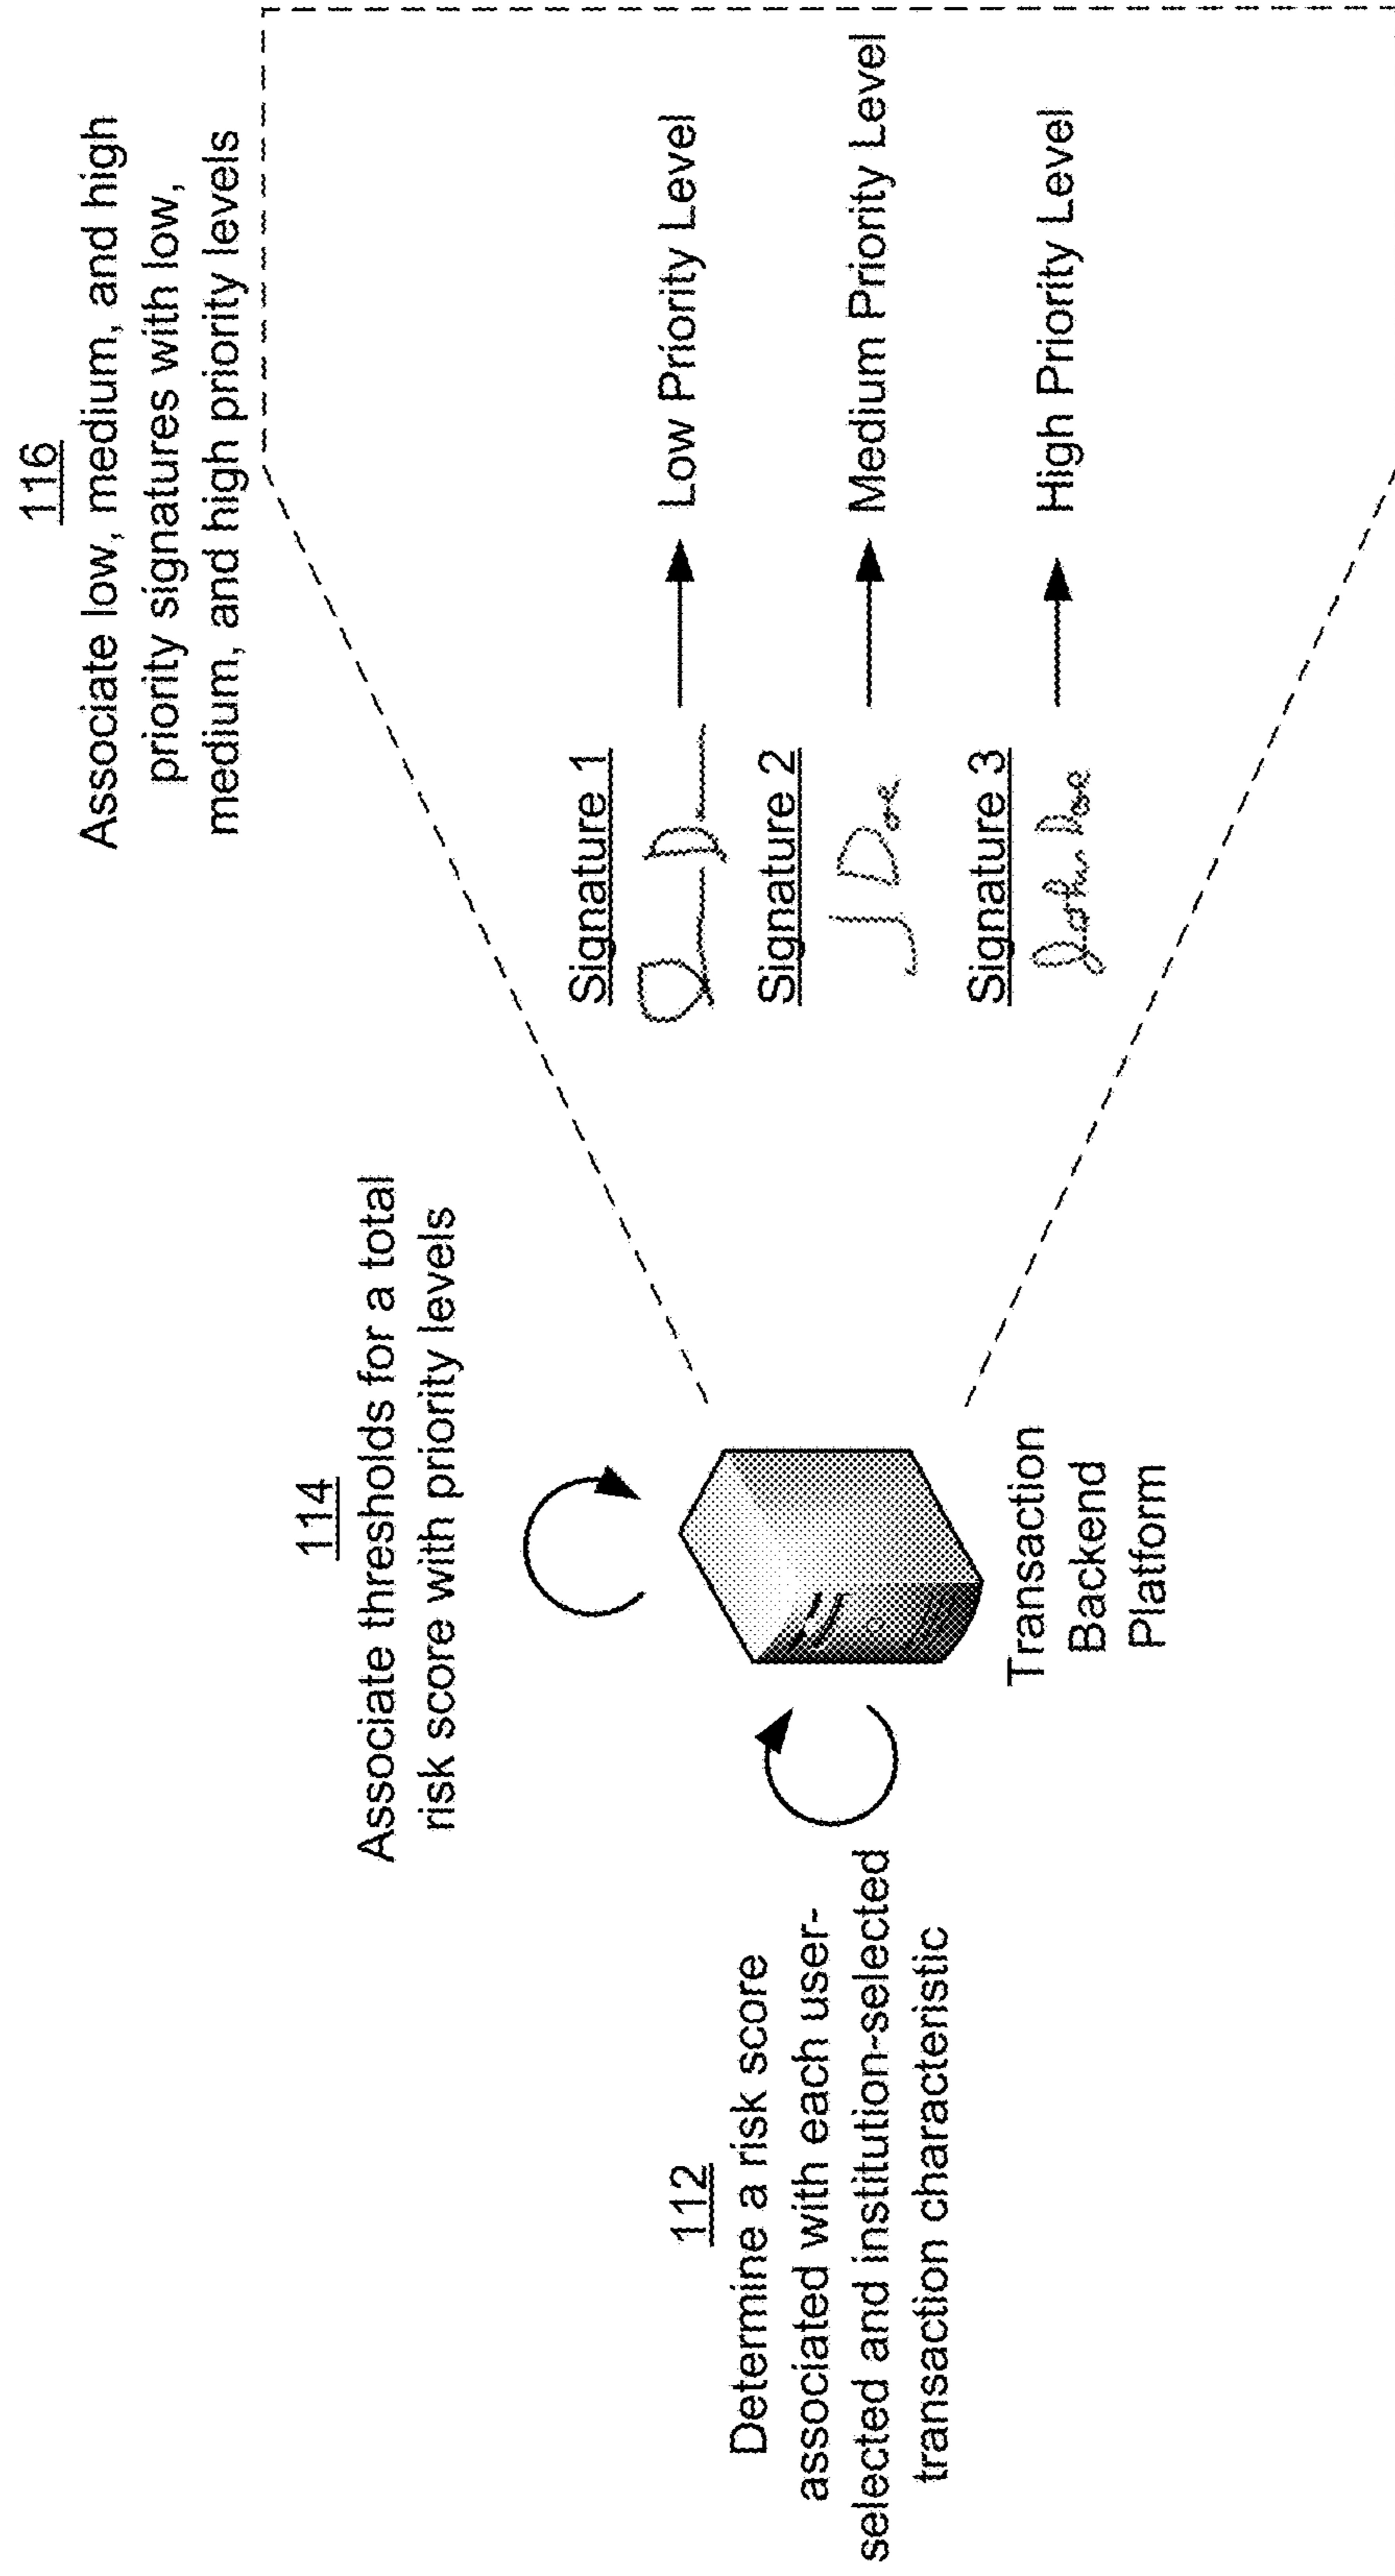 112
Determine a risk score
associated with each user-
selected and institution-selected
transaction characteristic
114
Associate thresholds for a total
risk score with priority levels
Transaction
Backend
Platform
116
Associate low, medium, and high
priority signatures with low,
medium, and high priority levels
Signature 1
Low Priority Level
Signature 2
J Doe
Medium Priority Level
Signature 3
John Doe
High Priority Level